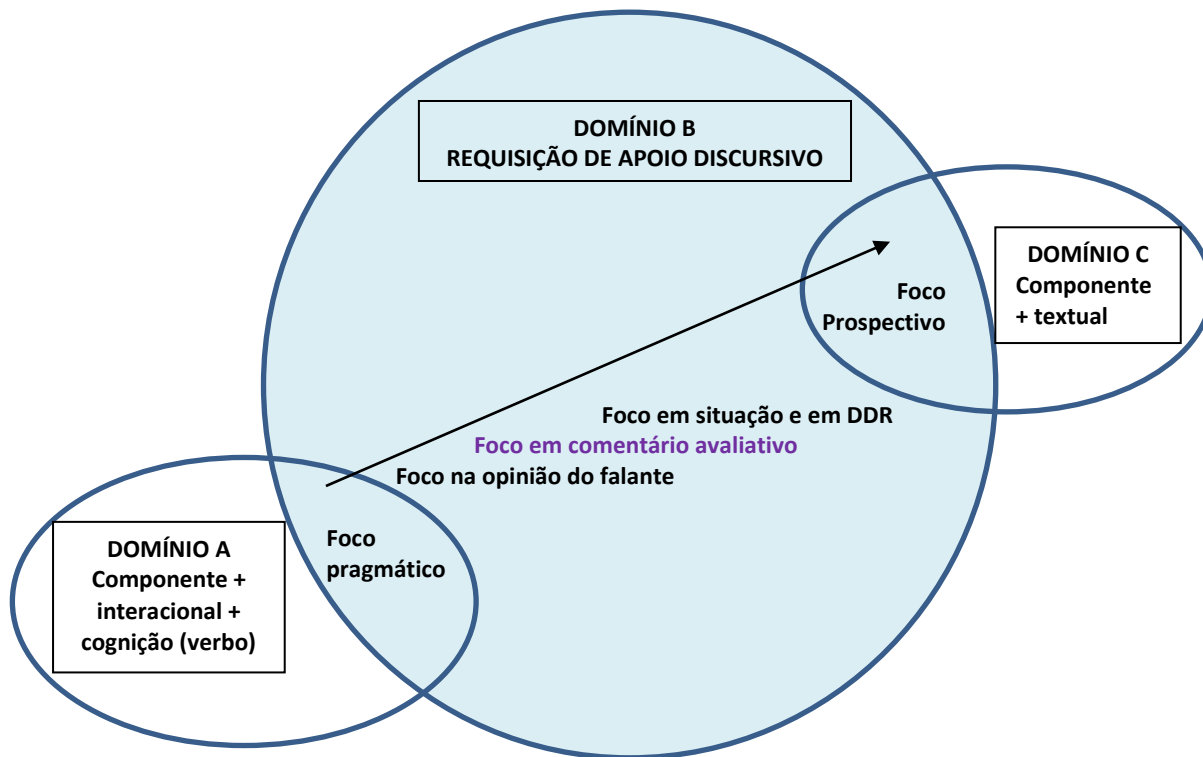 DOMÍNIO B
REQUISIÇÃO DE APOIO DISCURSIVO
DOMÍNIO C
Componente
+ textual
Foco
Prospectivo
Foco em situação e em DDR
Foco em comentário avaliativo
Foco na opinião do falante
Foco
pragmático
DOMÍNIO A
Componente +
interacional +
cognição (verbo)